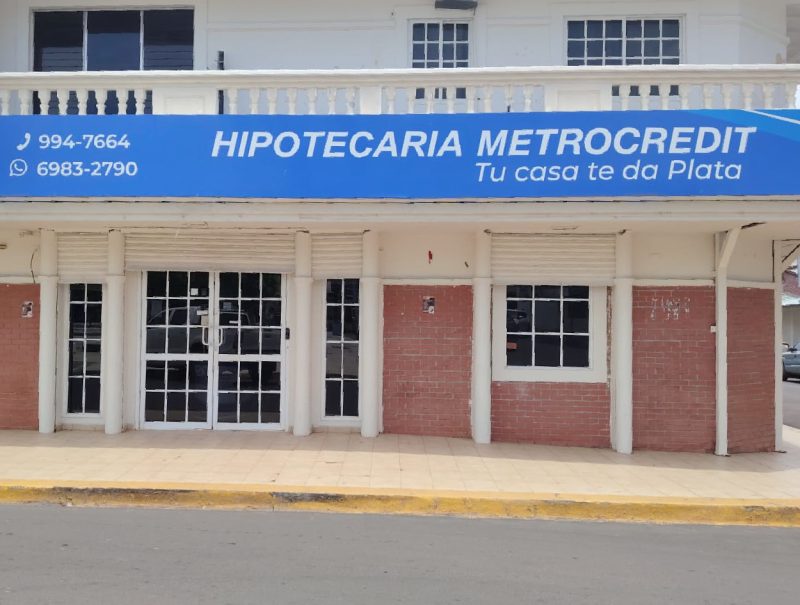 994-7664
6983-2790
HIPOTECARIA METROCREDIT
Tu casa te da Plata